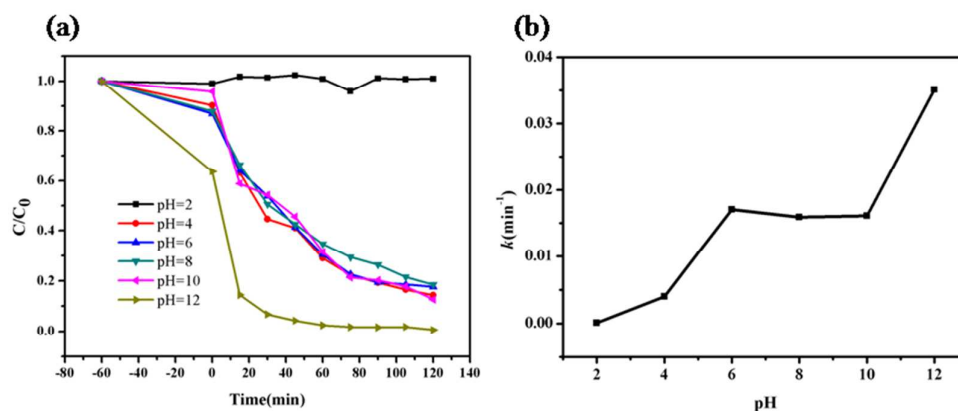 (a)
C/C0
1.0
0.8
0.6
0.4
0.2
0.0
pH=2
pH=4
pH=6
pH=8
pH=10
pH=12
-80 -60 -40 -20 0 20 40 60 80 100 120 140
Time(min)
(b)
k(min-1)
0.04
0.03
0.02
0.01
0.00
2 4 6 8 10 12
pH